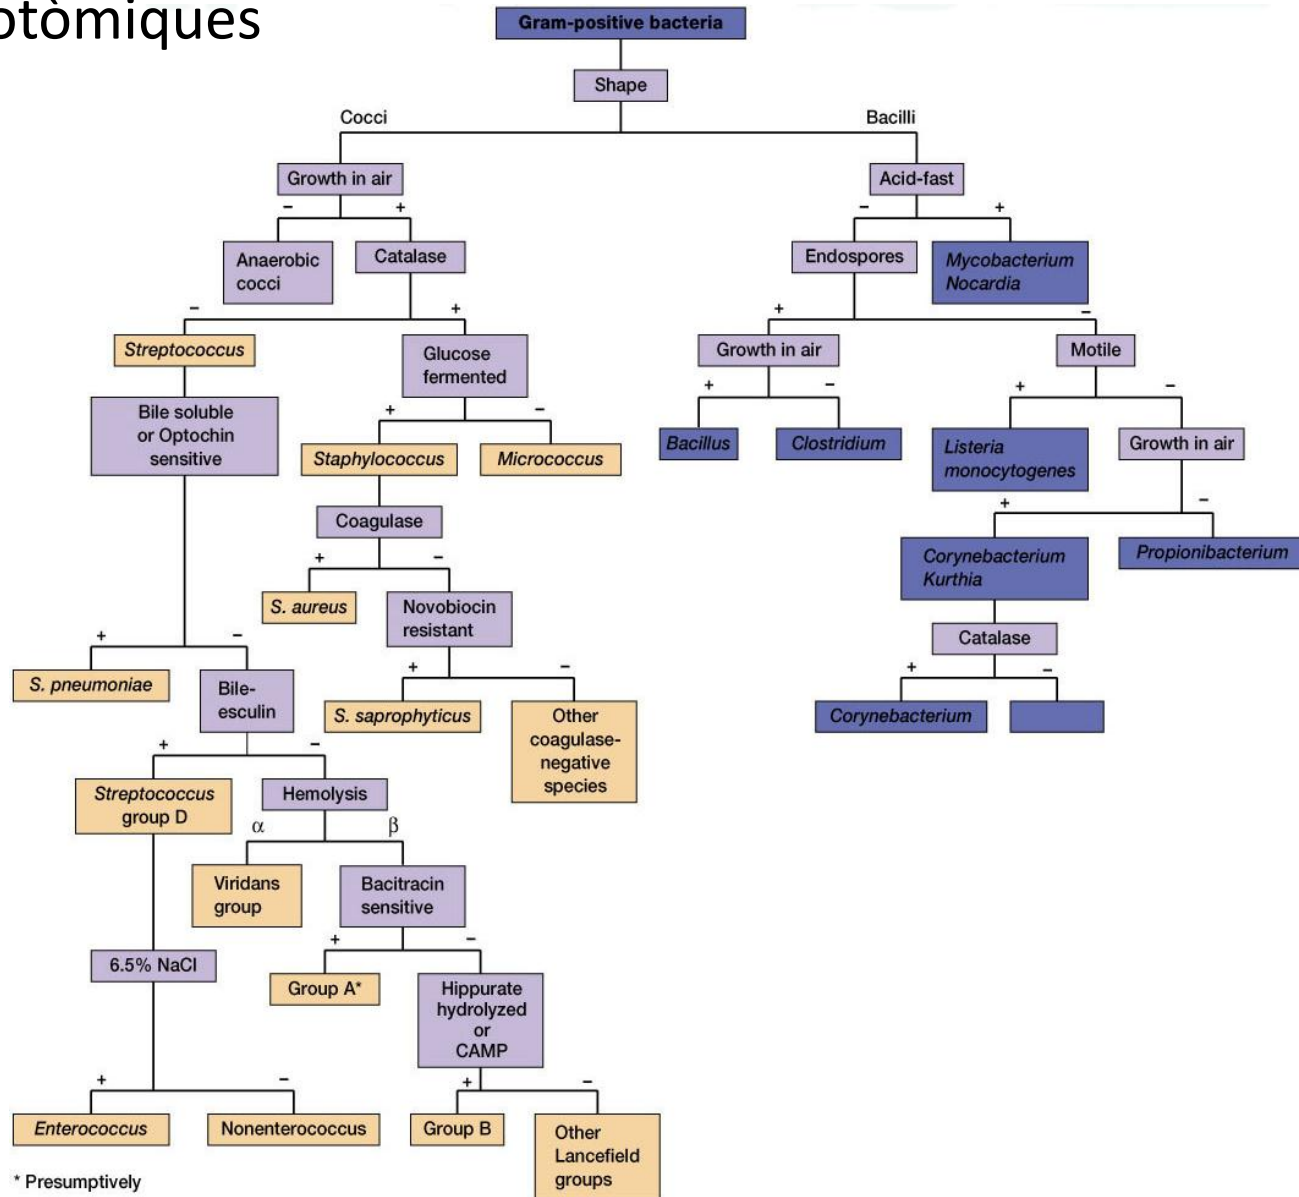 otòmiques
Gram-positive bacteria
Shape
Cocci
Bacilli
Growth in air
Acid-fast
− +
− +
Anaerobic
cocci
Catalase
Endospores
Mycobacterium
Nocardia
− +
+ −
Streptococcus
Glucose
fermented
Growth in air
Motile
+ −
+ −
+ −
Bile soluble
or Optochin
sensitive
Staphylococcus
Micrococcus
Bacillus
Clostridium
Listeria
monocytogenes
Growth in air
+ −
Coagulase
+ −
Corynebacterium
Kurthia
Propionibacterium
S. aureus
Novobiocin
resistant
Catalase
+ −
+ −
+ −
S. pneumoniae
Bile-
esculin
S. saprophyticus
Other
coagulase-
negative
species
Corynebacterium
+ −
Streptococcus
group D
Hemolysis
α β
Viridans
group
Bacitracin
sensitive
+ −
6.5% NaCl
Group A*
Hippurate
hydrolyzed
or
CAMP
+ −
+ −
Enterococcus
Nonenterococcus
Group B
Other
Lancefield
groups
* Presumptively